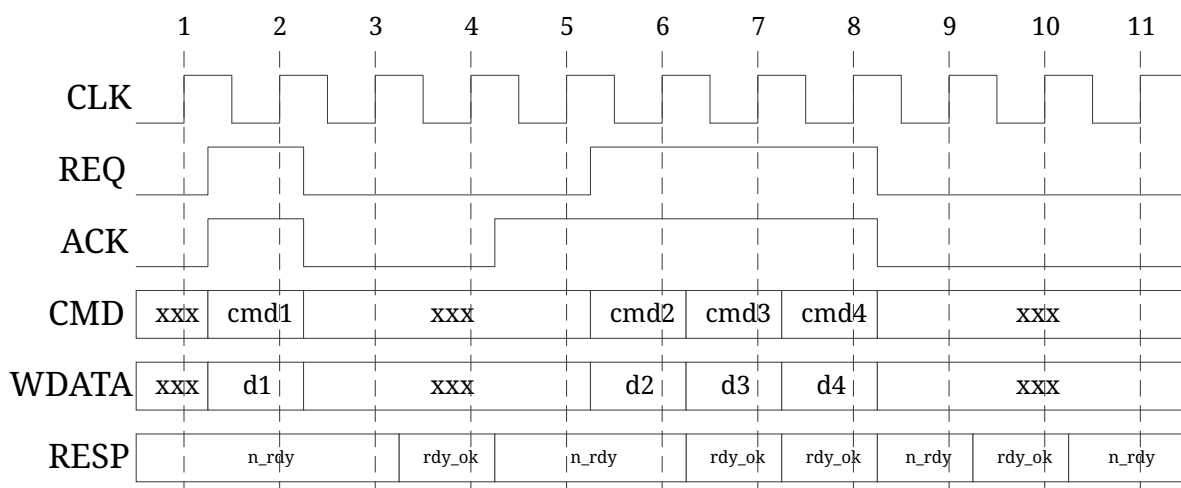 1 2 3 4 5 6 7 8 9 10 11
CLK
REQ
ACK
CMD xxx cmd1 xxx cmd2 cmd3 cmd4 xxx
WDATA xxx d1 xxx d2 d3 d4 xxx
RESP n_rdy rdy_ok n_rdy rdy_ok rdy_ok n_rdy rdy_ok n_rdy